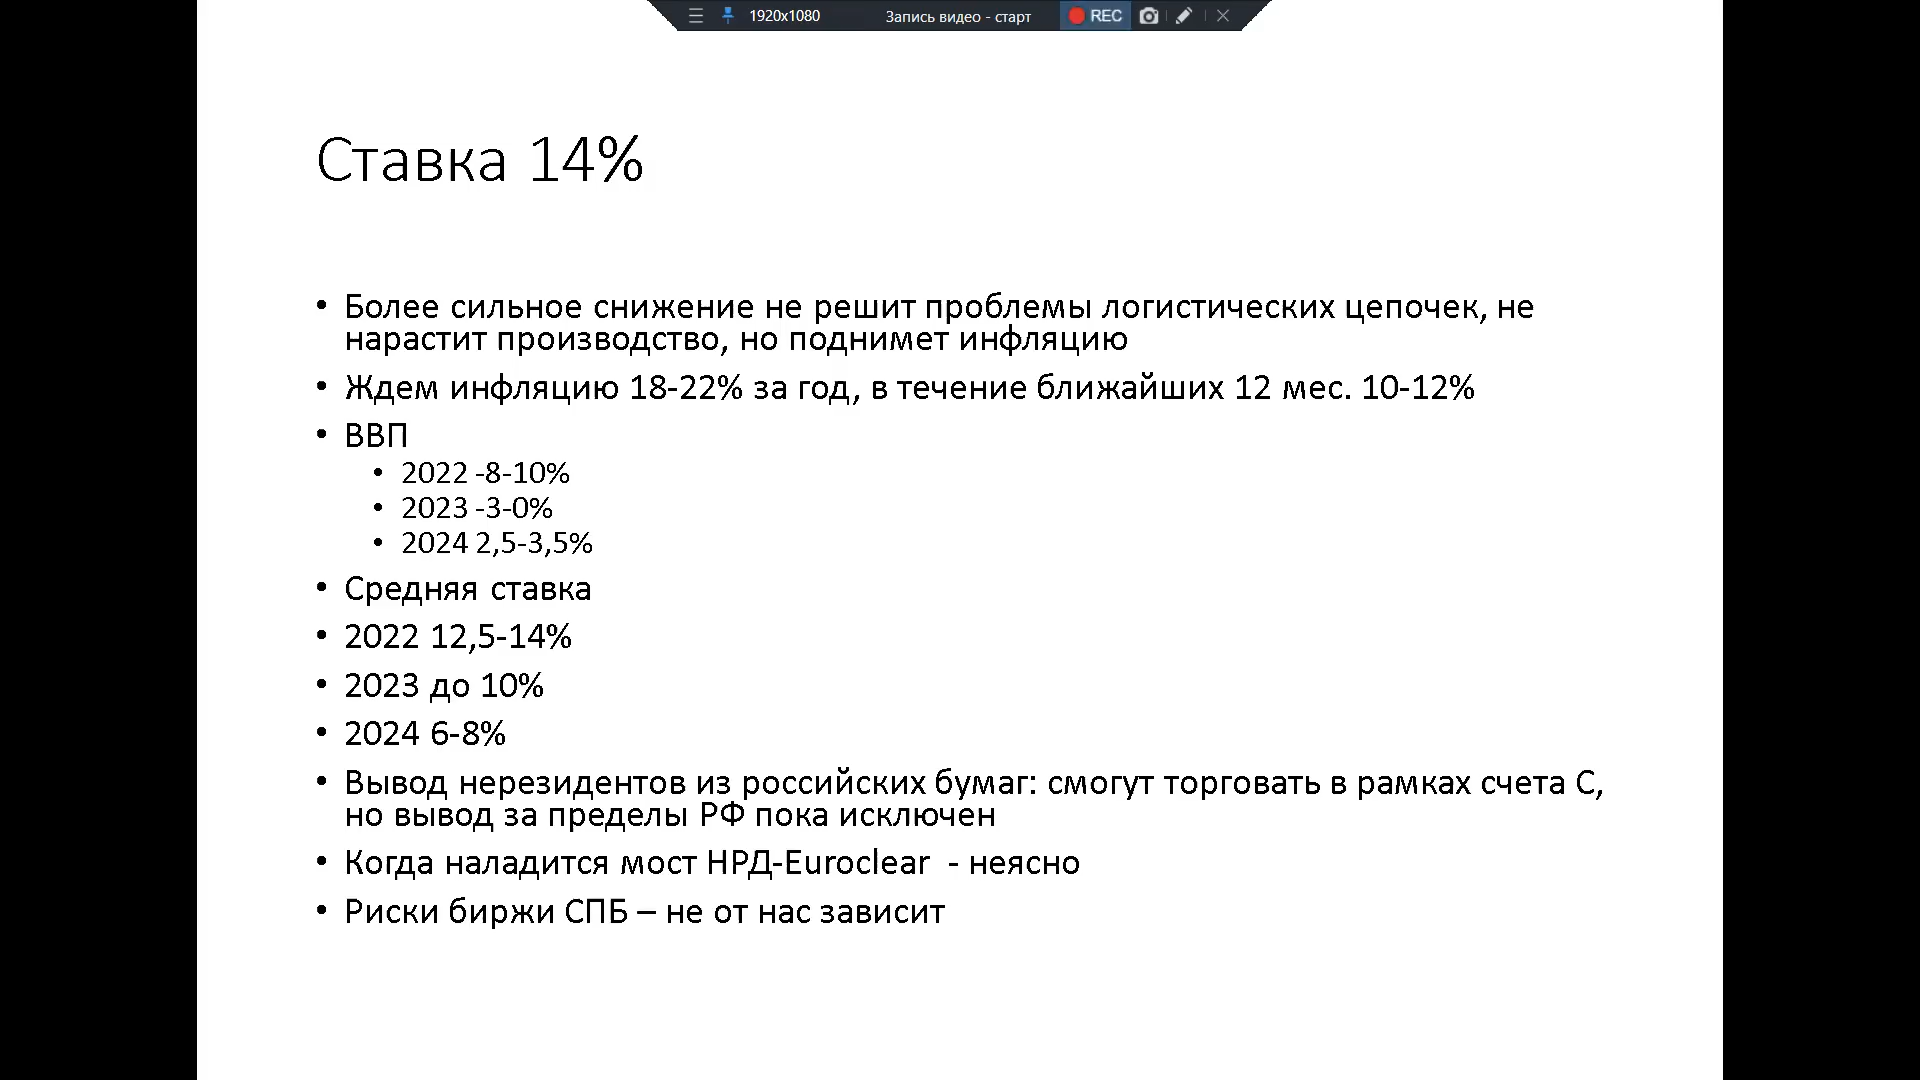 1920x1080 Запись видео - старт REC
Ставка 14%
• Более сильное снижение не решит проблемы логистических цепочек, не
нарастит производство, но поднимет инфляцию
• Ждем инфляцию 18-22% за год, в течение ближайших 12 мес. 10-12%
• ВВП
• 2022 -8-10%
• 2023 -3-0%
• 2024 2,5-3,5%
• Средняя ставка
• 2022 12,5-14%
• 2023 до 10%
• 2024 6-8%
• Вывод нерезидентов из российских бумаг: смогут торговать в рамках счета С,
но вывод за пределы РФ пока исключен
• Когда наладится мост НРД-Euroclear - неясно
• Риски биржи СПБ – не от нас зависит